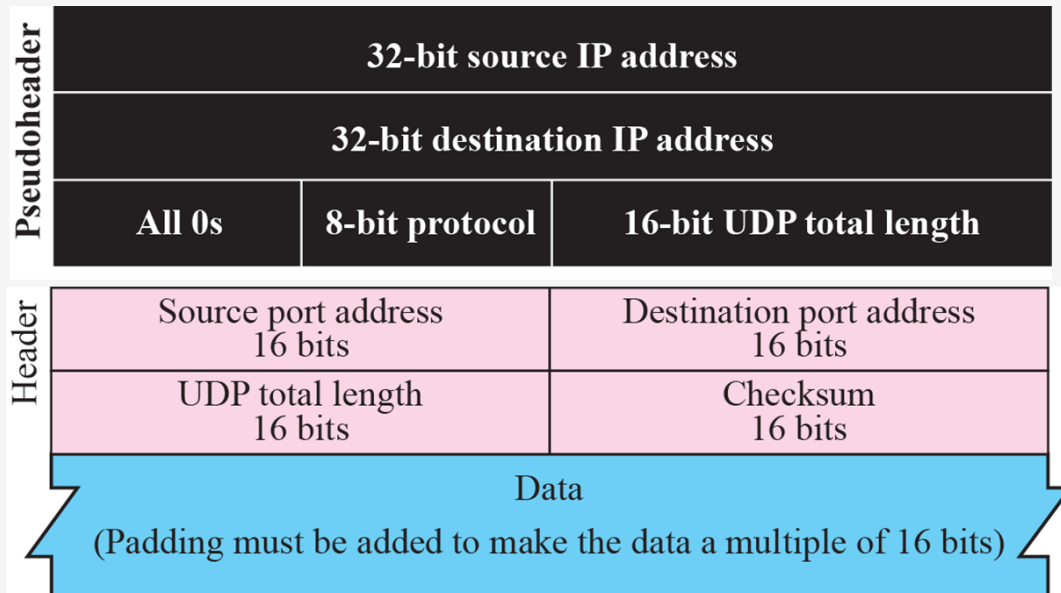 Pseudoheader
32-bit source IP address
32-bit destination IP address
All 0s
8-bit protocol
16-bit UDP total length
Header
Source port address
16 bits
Destination port address
16 bits
UDP total length
16 bits
Checksum
16 bits
Data
(Padding must be added to make the data a multiple of 16 bits)